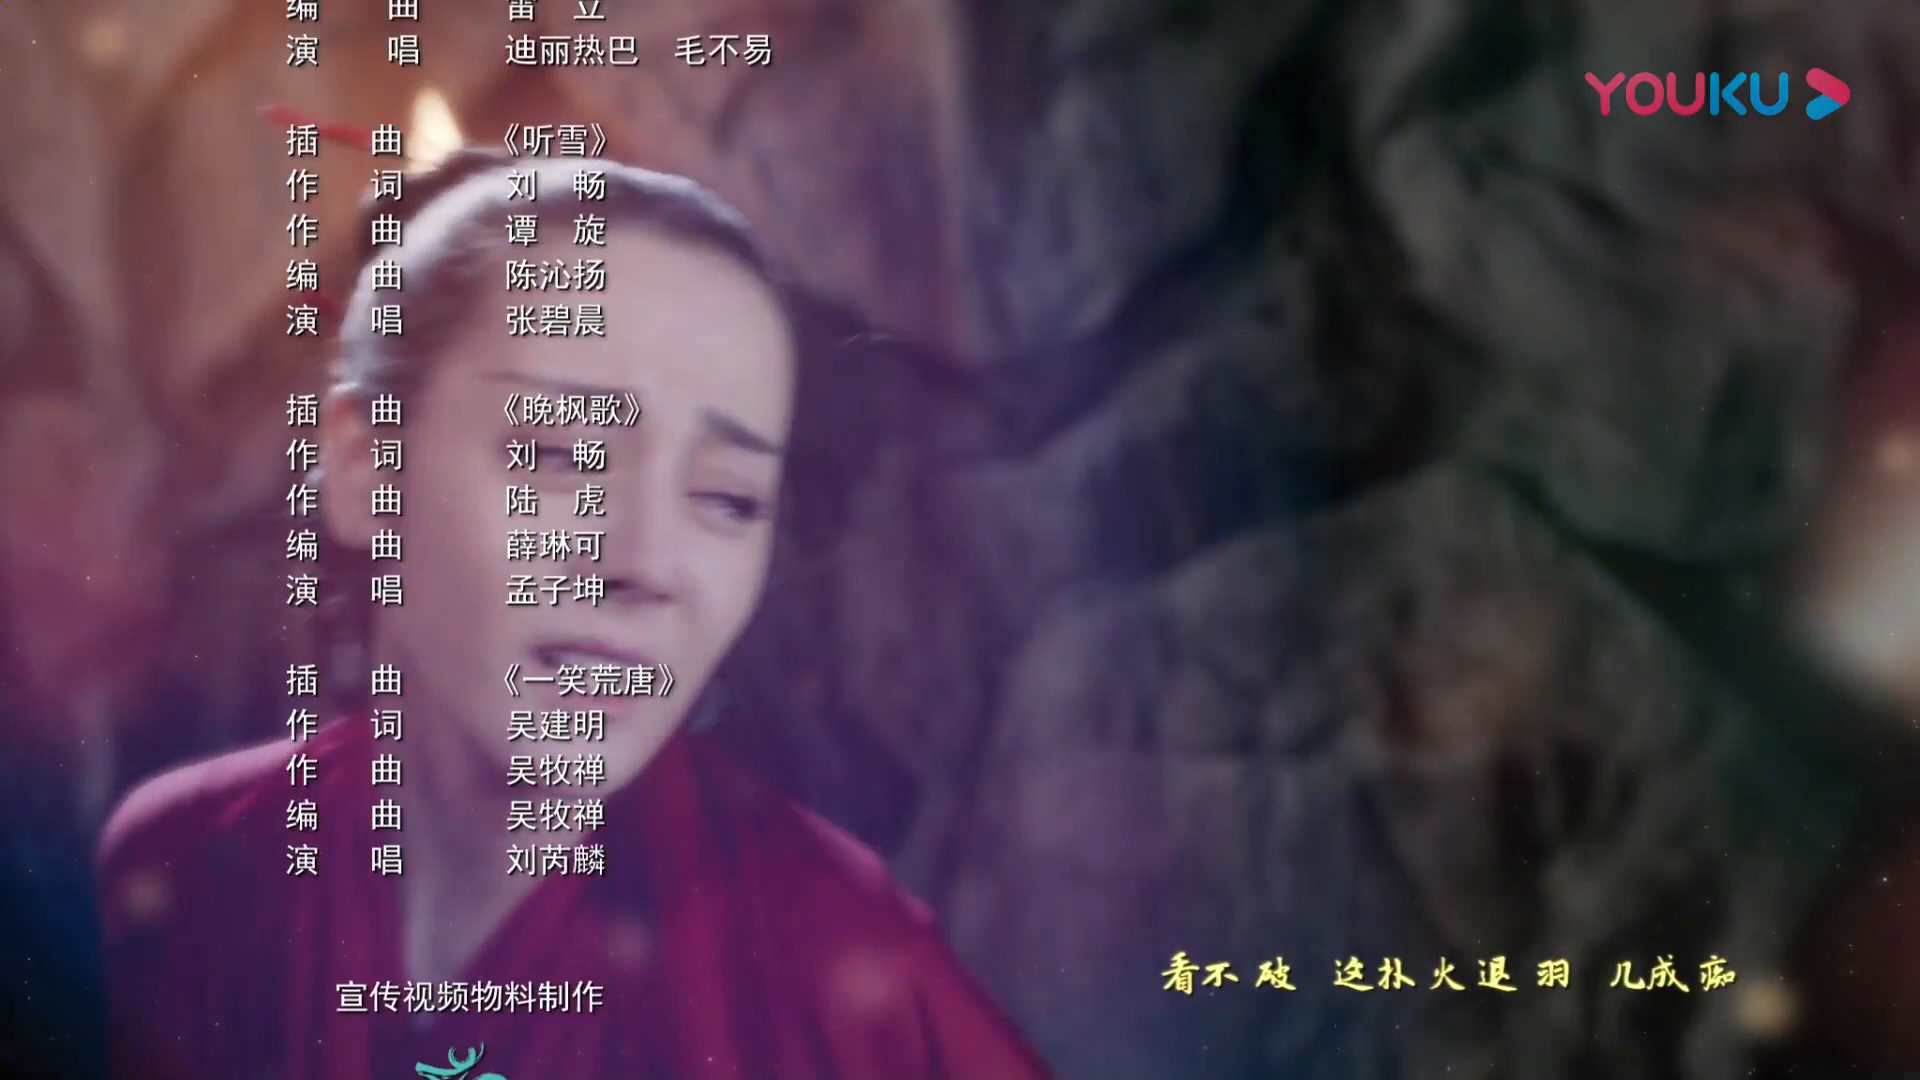 编 曲 雷 立
演 唱 迪丽热巴 毛不易
YOUKU
插 曲 《听雪》
作 词 刘 畅
作 曲 谭 旋
编 曲 陈沁扬
演 唱 张碧晨
插 曲 《晚枫歌》
作 词 刘 畅
作 曲 陆 虎
编 曲 薛琳可
演 唱 孟子坤
插 曲 《一笑荒唐》
作 词 吴建明
作 曲 吴牧禅
编 曲 吴牧禅
演 唱 刘芮麟
看不破 这扑火退羽 几成痴
宣传视频物料制作